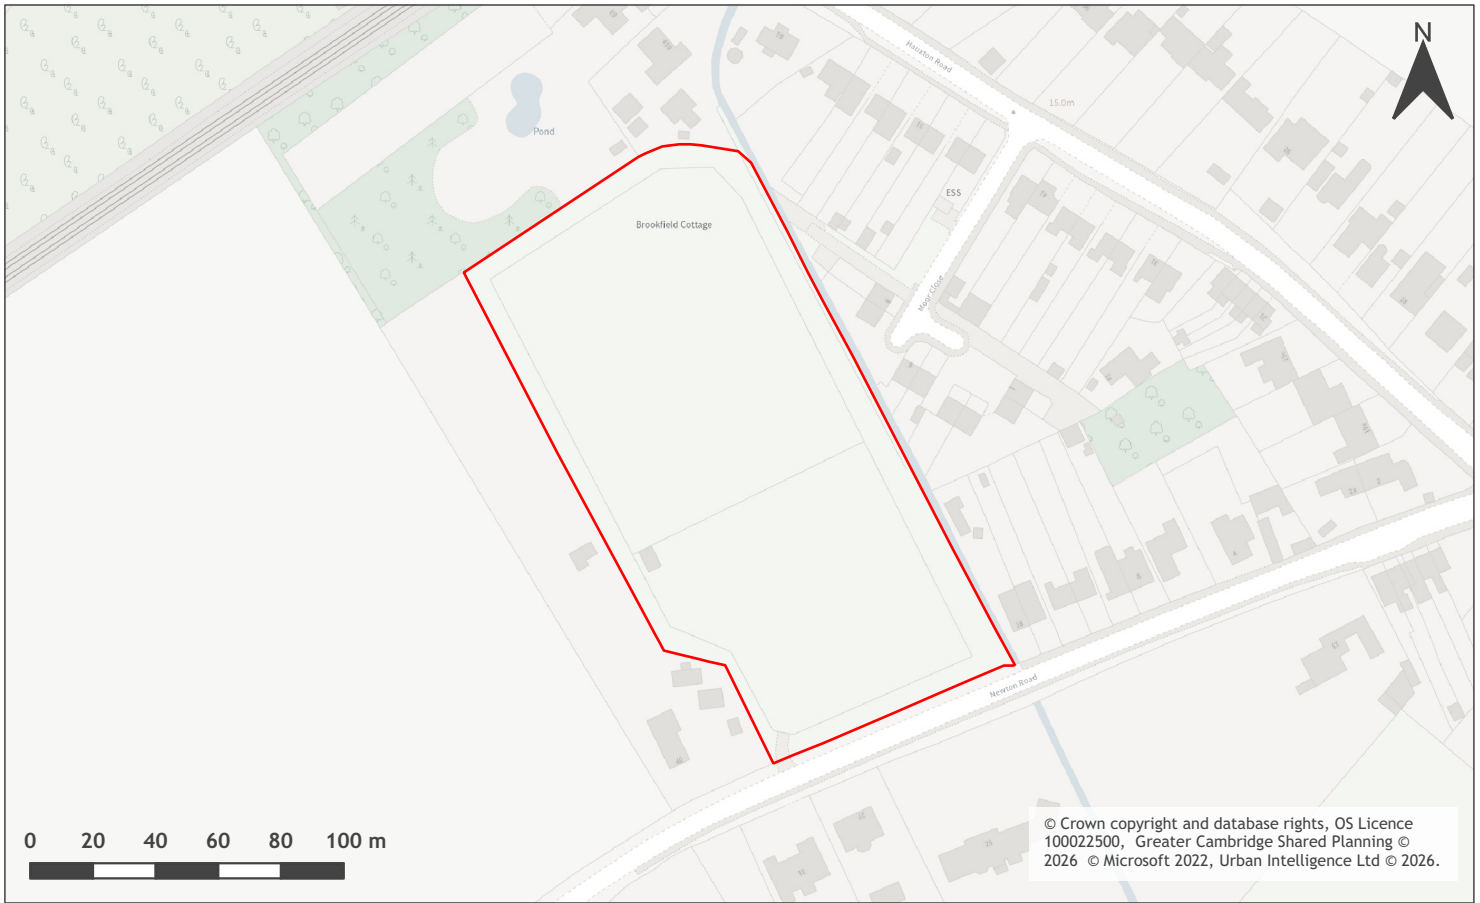 N
Hauxton Road
15.0m
Pond
ESS
Brookfield Cottage
Moor Close
Newton Road
0 20 40 60 80 100 m
© Crown copyright and database rights, OS Licence
100022500, Greater Cambridge Shared Planning ©
2026 © Microsoft 2022, Urban Intelligence Ltd © 2026.